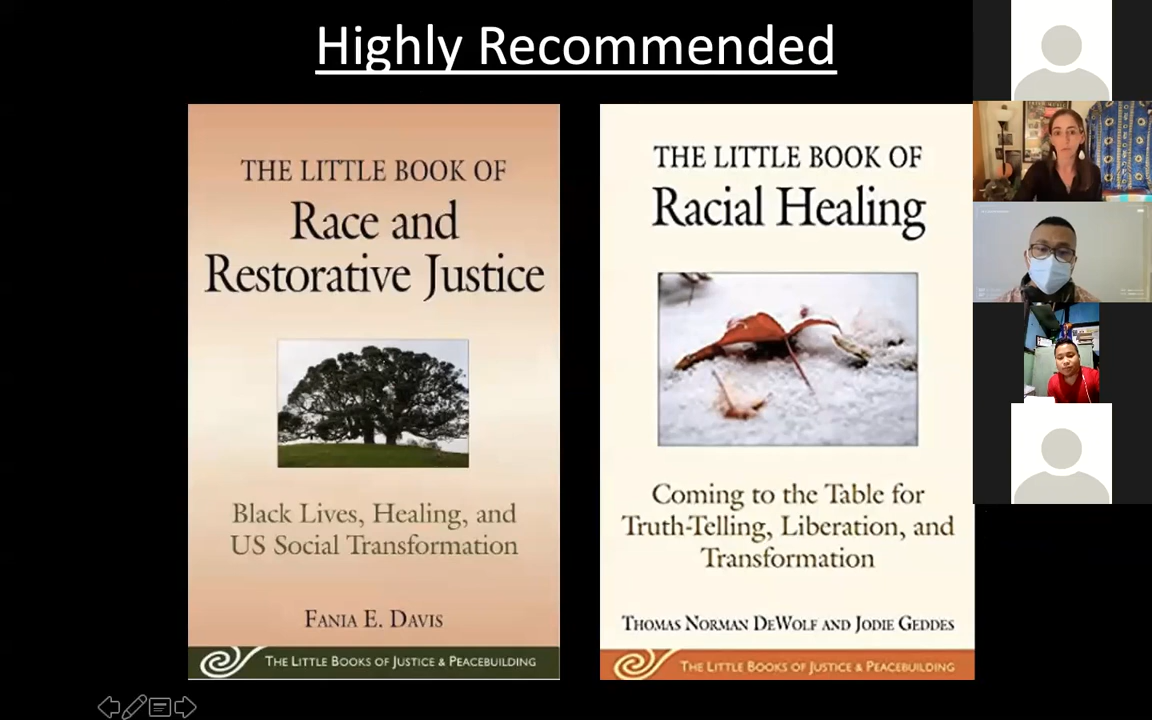 Highly Recommended
THE LITTLE BOOK OF
Race and
Restorative Justice
Black Lives, Healing, and
US Social Transformation
FANIA E. DAVIS
THE LITTLE BOOKS OF JUSTICE & PEACEBUILDING
THE LITTLE BOOK OF
Racial Healing
Coming to the Table for
Truth-Telling, Liberation, and
Transformation
THOMAS NORMAN DEWOLF AND JODIE GEDDES
THE LITTLE BOOKS OF JUSTICE & PEACEBUILDING